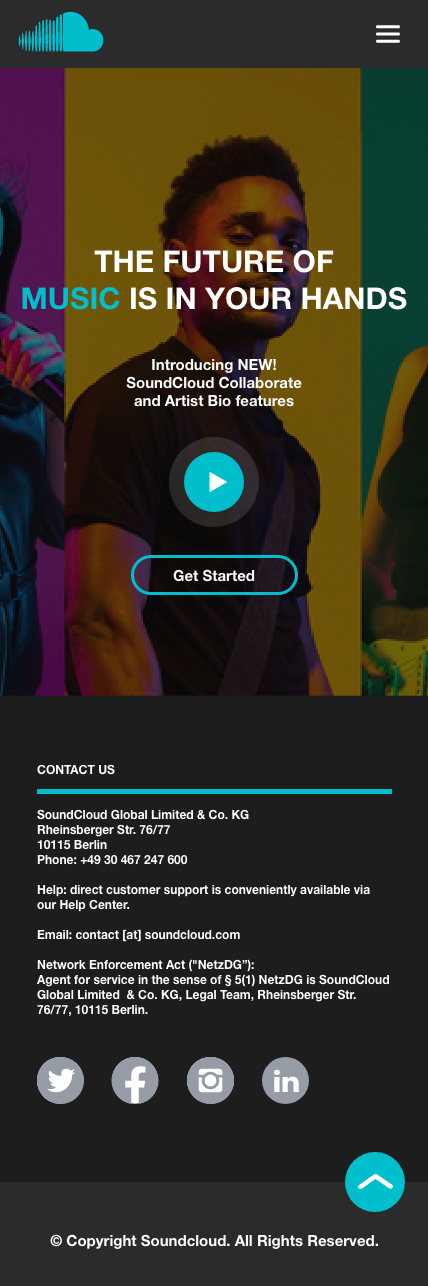 THE FUTURE OF
MUSIC IS IN YOUR HANDS
Introducing NEW!
SoundCloud Collaborate
and Artist Bio features
Get Started
CONTACT US
SoundCloud Global Limited & Co. KG
Rheinsberger Str. 76/77
10115 Berlin
Phone: +49 30 467 247 600
Help: direct customer support is conveniently available via
our Help Center.
Email: contact [at] soundcloud.com
Network Enforcement Act ("NetzDG”):
Agent for service in the sense of § 5(1) NetzDG is SoundCloud
Global Limited  & Co. KG, Legal Team, Rheinsberger Str.
76/77, 10115 Berlin.
© Copyright Soundcloud. All Rights Reserved.